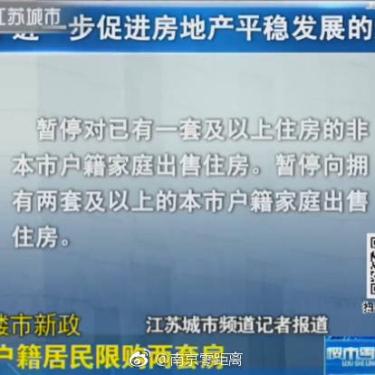 江苏城市
进一步促进房地产平稳发展的
暂停对已有一套及以上住房的非
本市户籍家庭出售住房。暂停向拥
有两套及以上的本市户籍家庭出售
住房。
楼市新政
江苏城市频道记者报道
户籍居民限购两套房
@南京零距离